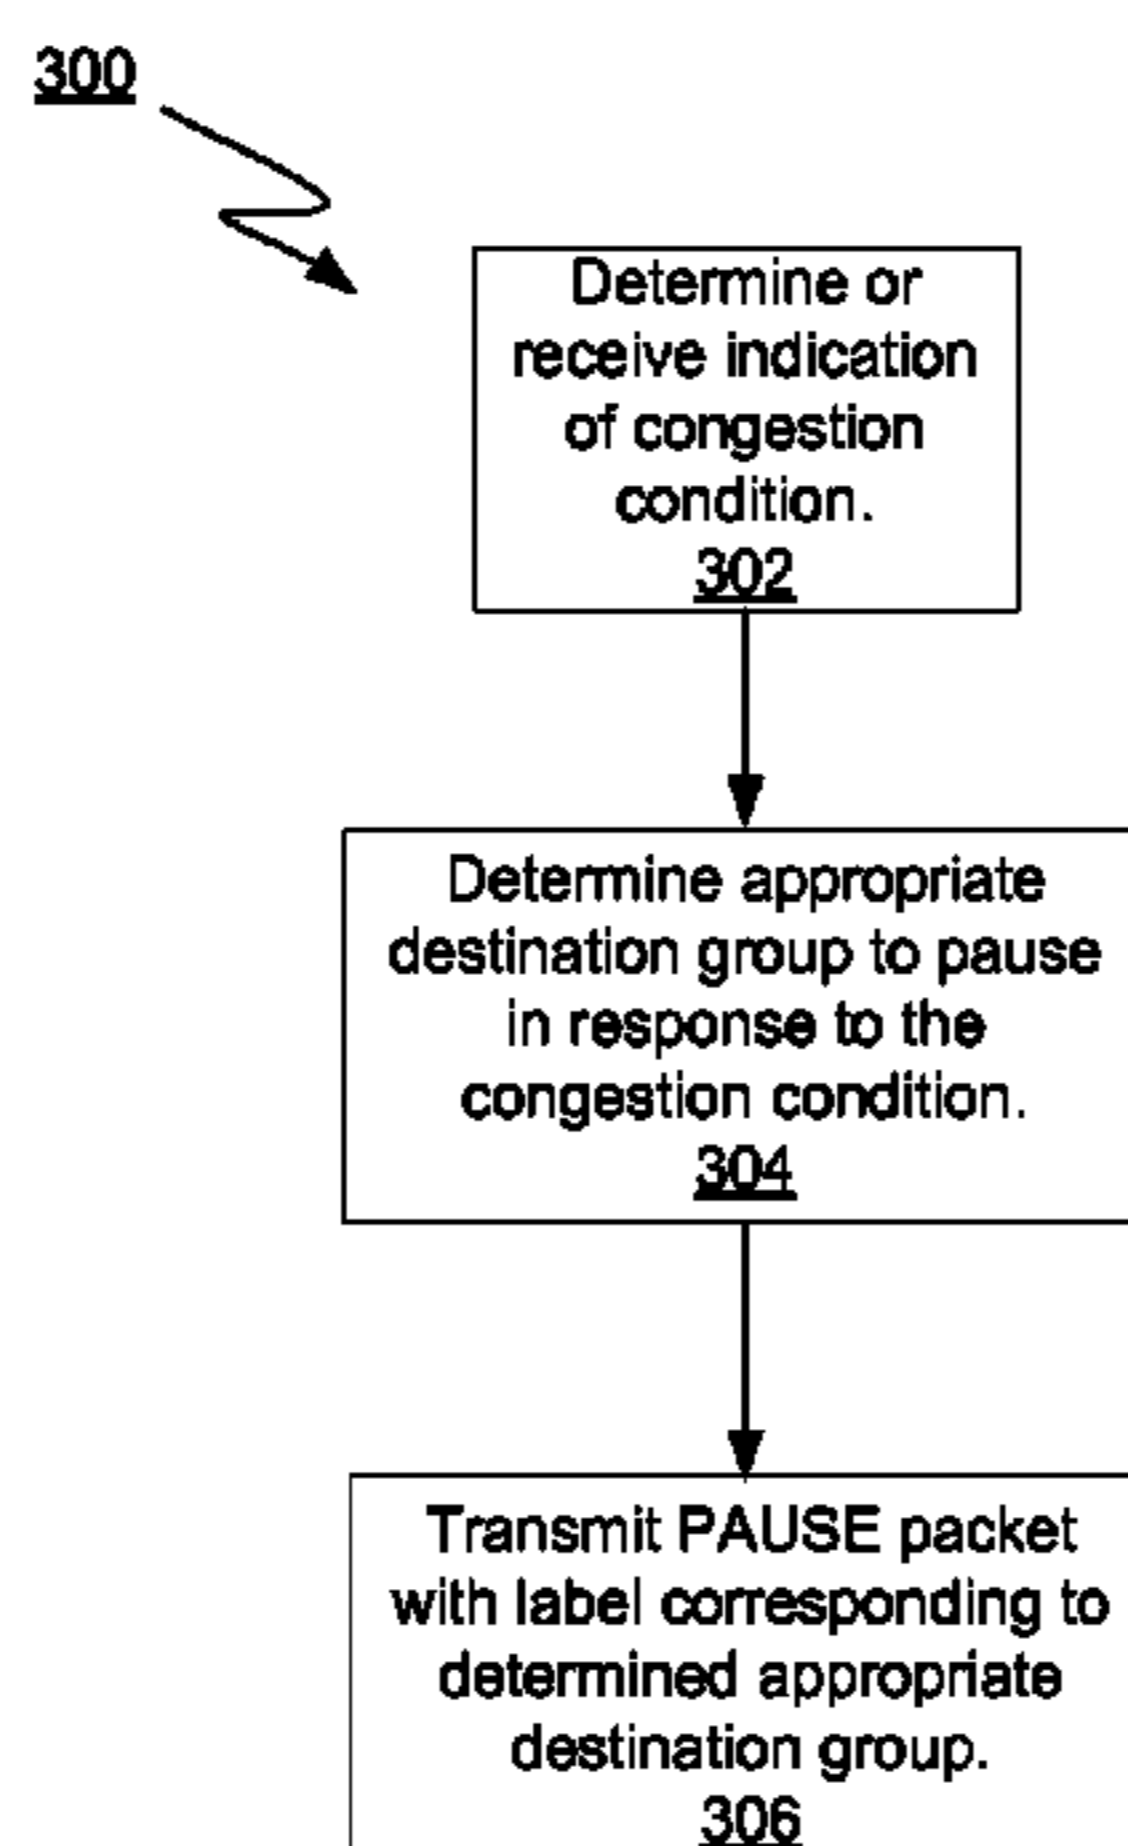 300
Determine or
receive indication
of congestion
condition.
302
Determine appropriate
destination group to pause
in response to the
congestion condition.
304
Transmit PAUSE packet
with label corresponding to
determined appropriate
destination group.
306